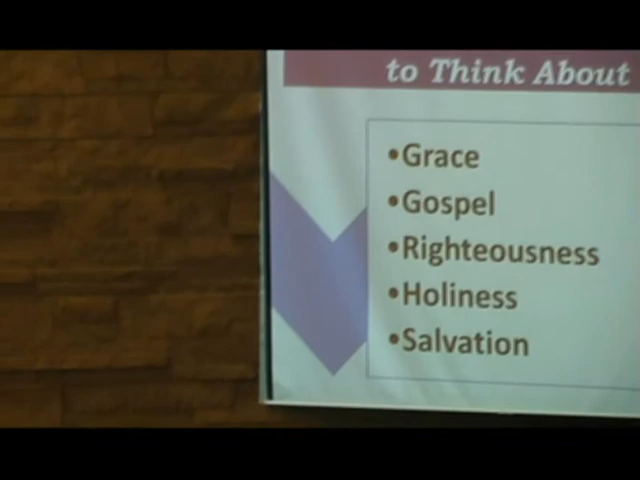 to Think About
•Grace
•Gospel
•Righteousness
•Holiness
•Salvation